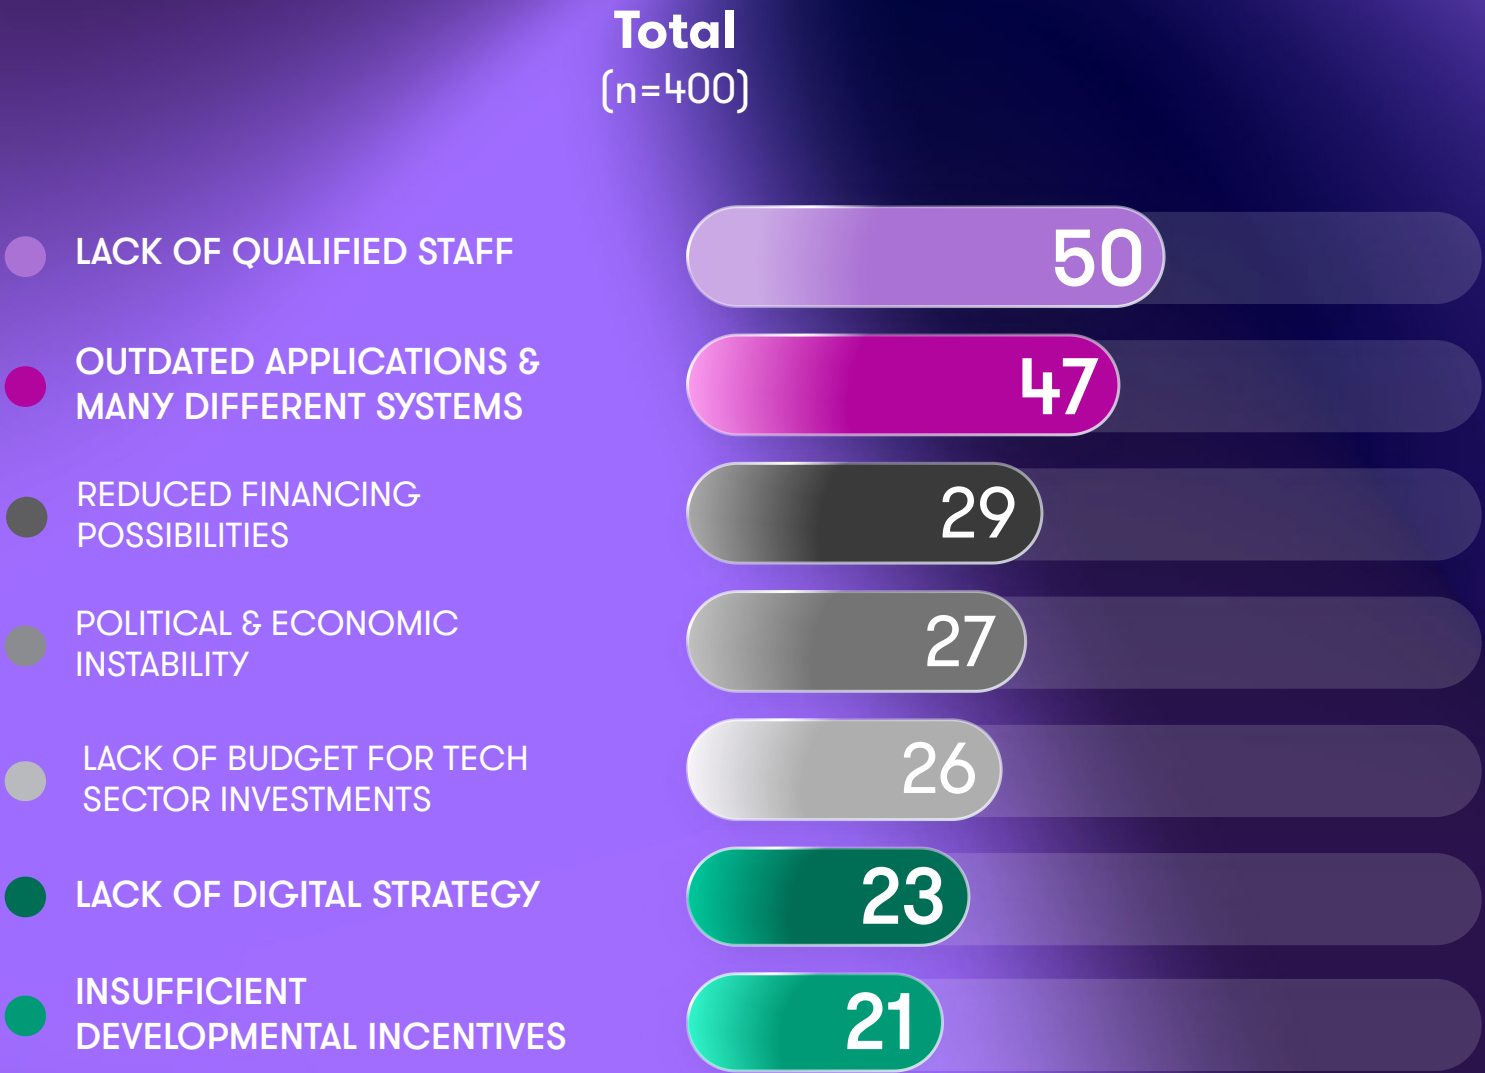 Total
(n=400)
LACK OF QUALIFIED STAFF
50
OUTDATED APPLICATIONS &
MANY DIFFERENT SYSTEMS
47
REDUCED FINANCING
POSSIBILITIES
29
POLITICAL & ECONOMIC
INSTABILITY
27
LACK OF BUDGET FOR TECH
SECTOR INVESTMENTS
26
LACK OF DIGITAL STRATEGY
23
INSUFFICIENT
DEVELOPMENTAL INCENTIVES
21